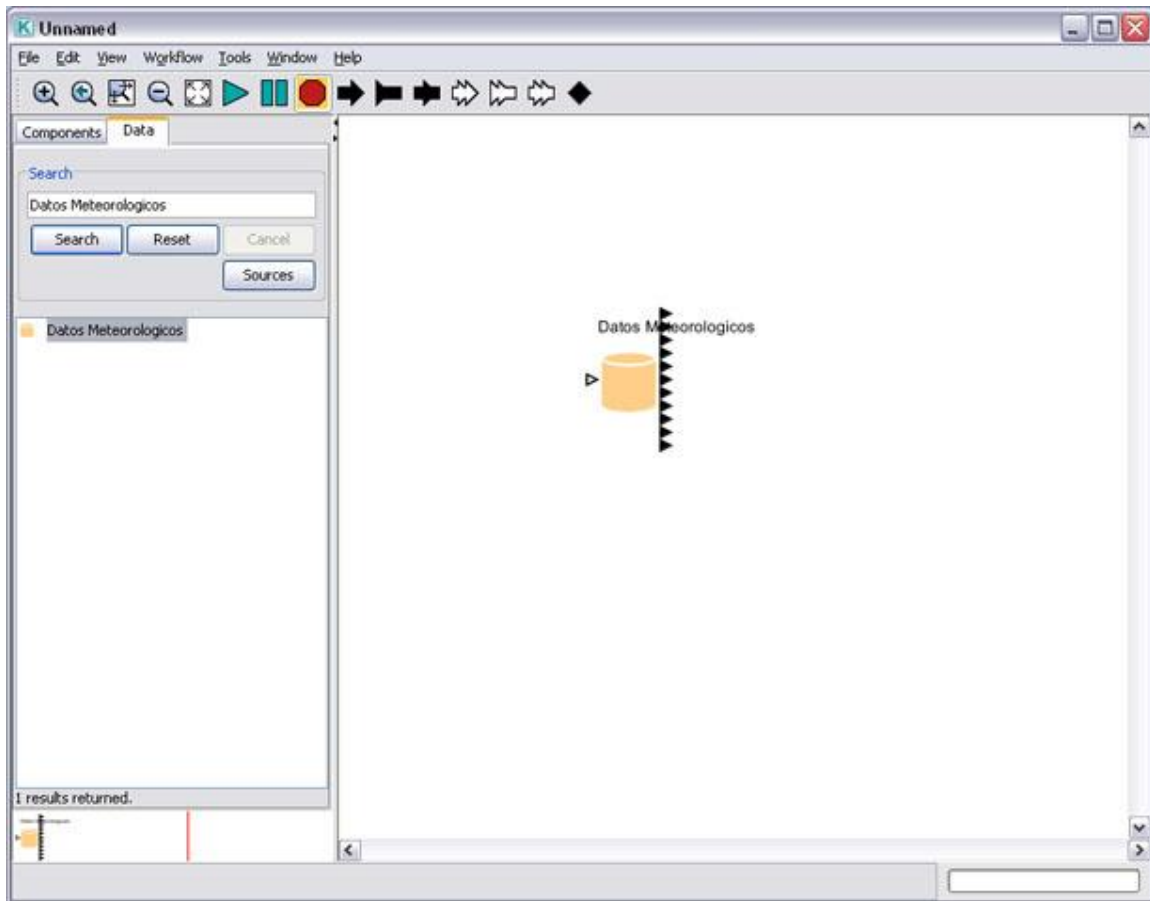 Unnamed
File Edit View Workflow Tools Window Help
Components Data
Search
Datos Meteorologicos
Search Reset Cancel
Sources
Datos Meteorologicos
Datos Meteorologicos
1 results returned.